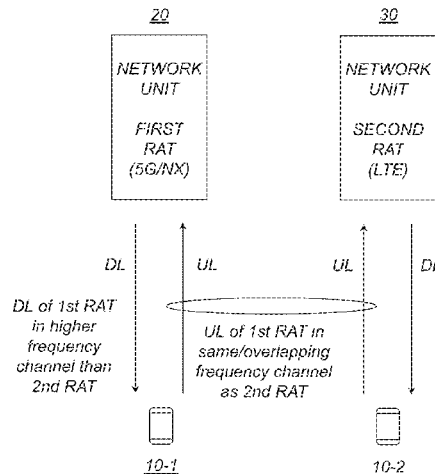 20
30
NETWORK
UNIT
FIRST
RAT
(5G/NX)
NETWORK
UNIT
SECOND
RAT
(LTE)
DL
UL
UL
DL
DL of 1st RAT
in higher
frequency
channel than
2nd RAT
UL of 1st RAT in
same/overlapping
frequency channel
as 2nd RAT
10-1
10-2